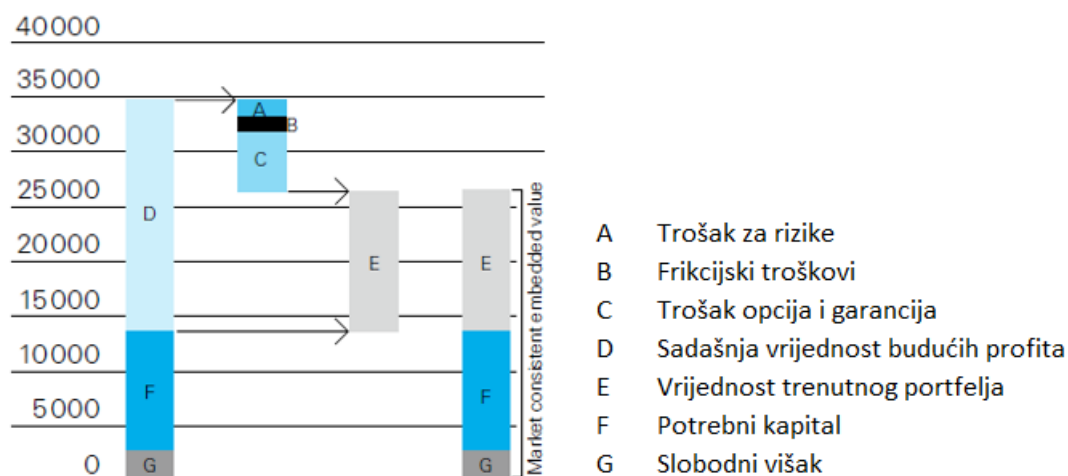 40000
35000
30000
25000
20000
15000
10000
5000
0
A
B
C
D
E
E
F
F
G
G
Market consistent embedded value
A Trošak za rizike
B Frikcijski troškovi
C Trošak opcija i garancija
D Sadašnja vrijednost budućih profita
E Vrijednost trenutnog portfelja
F Potrebni kapital
G Slobodni višak